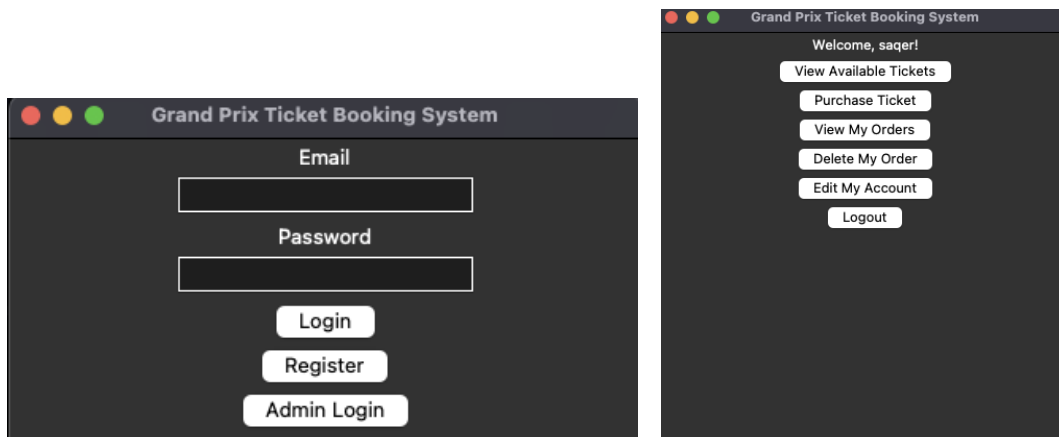 Grand Prix Ticket Booking System
Email
Password
Login
Register
Admin Login
Grand Prix Ticket Booking System
Welcome, saqer!
View Available Tickets
Purchase Ticket
View My Orders
Delete My Order
Edit My Account
Logout